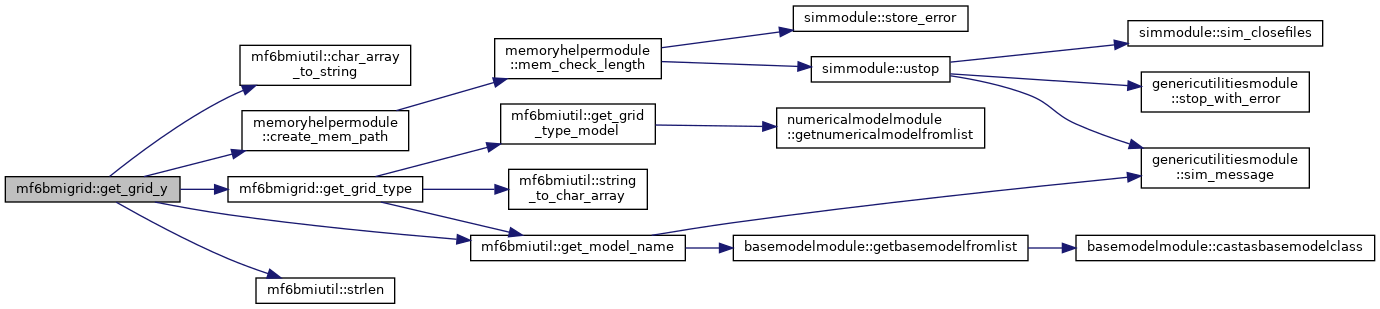 mf6bmigrid::get_grid_y
mf6bmiutil::char_array
_to_string
memoryhelpermodule
::create_mem_path
mf6bmigrid::get_grid_type
mf6bmiutil::strlen
memoryhelpermodule
::mem_check_length
mf6bmiutil::get_grid
_type_model
mf6bmiutil::string
_to_char_array
mf6bmiutil::get_model_name
simmodule::store_error
simmodule::ustop
numericalmodelmodule
::getnumericalmodelfromlist
basemodelmodule::getbasemodelfromlist
simmodule::sim_closefiles
genericutilitiesmodule
::stop_with_error
genericutilitiesmodule
::sim_message
basemodelmodule::castasbasemodelclass